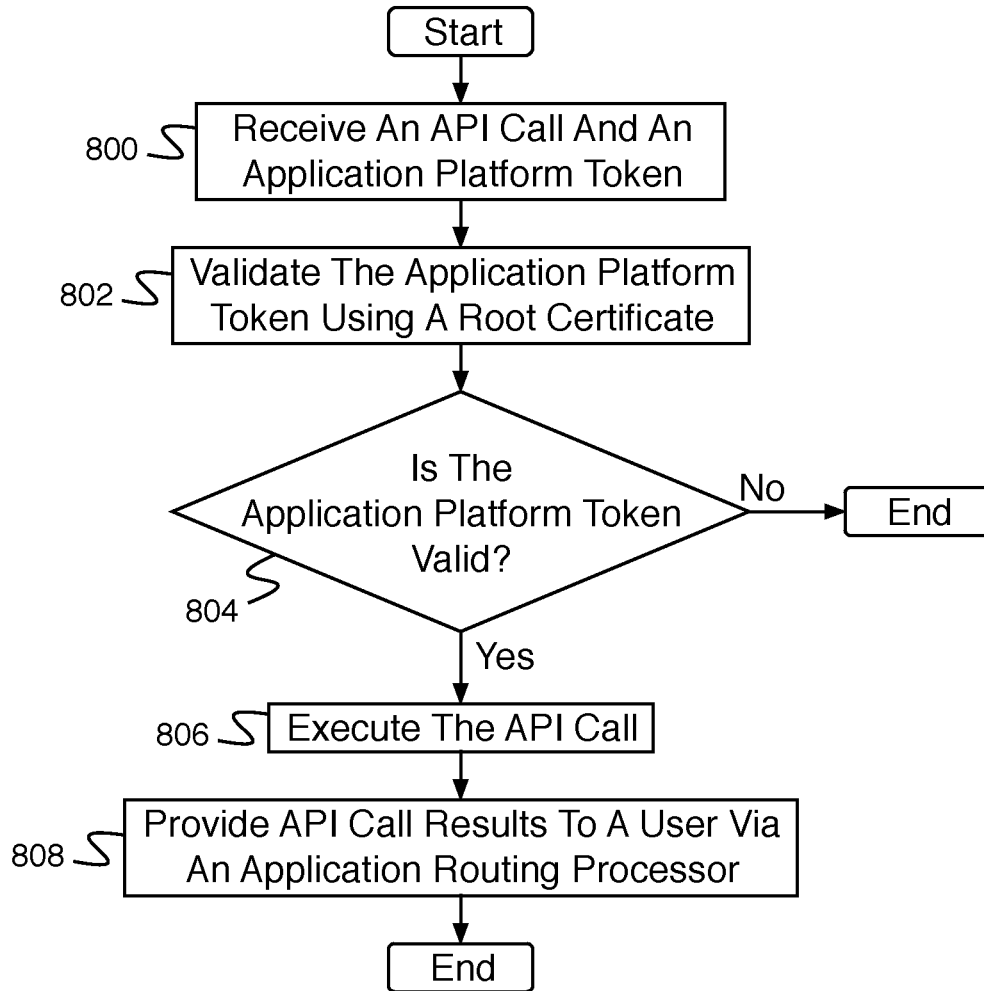 Start
800
Receive An API Call And An
Application Platform Token
802
Validate The Application Platform
Token Using A Root Certificate
Is The
Application Platform Token
Valid?
No
End
804
Yes
806
Execute The API Call
808
Provide API Call Results To A User Via
An Application Routing Processor
End